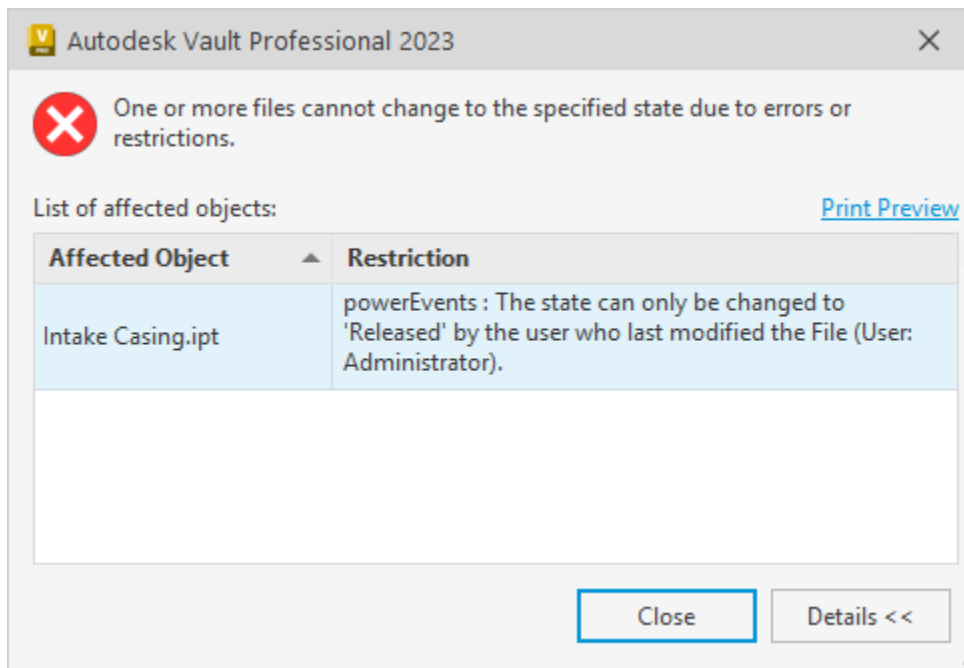 V
PRO
Autodesk Vault Professional 2023
One or more files cannot change to the specified state due to errors or
restrictions.
List of affected objects:
Print Preview
Affected Object
Restriction
Intake Casing.ipt
powerEvents : The state can only be changed to
'Released' by the user who last modified the File (User:
Administrator).
Close
Details <<